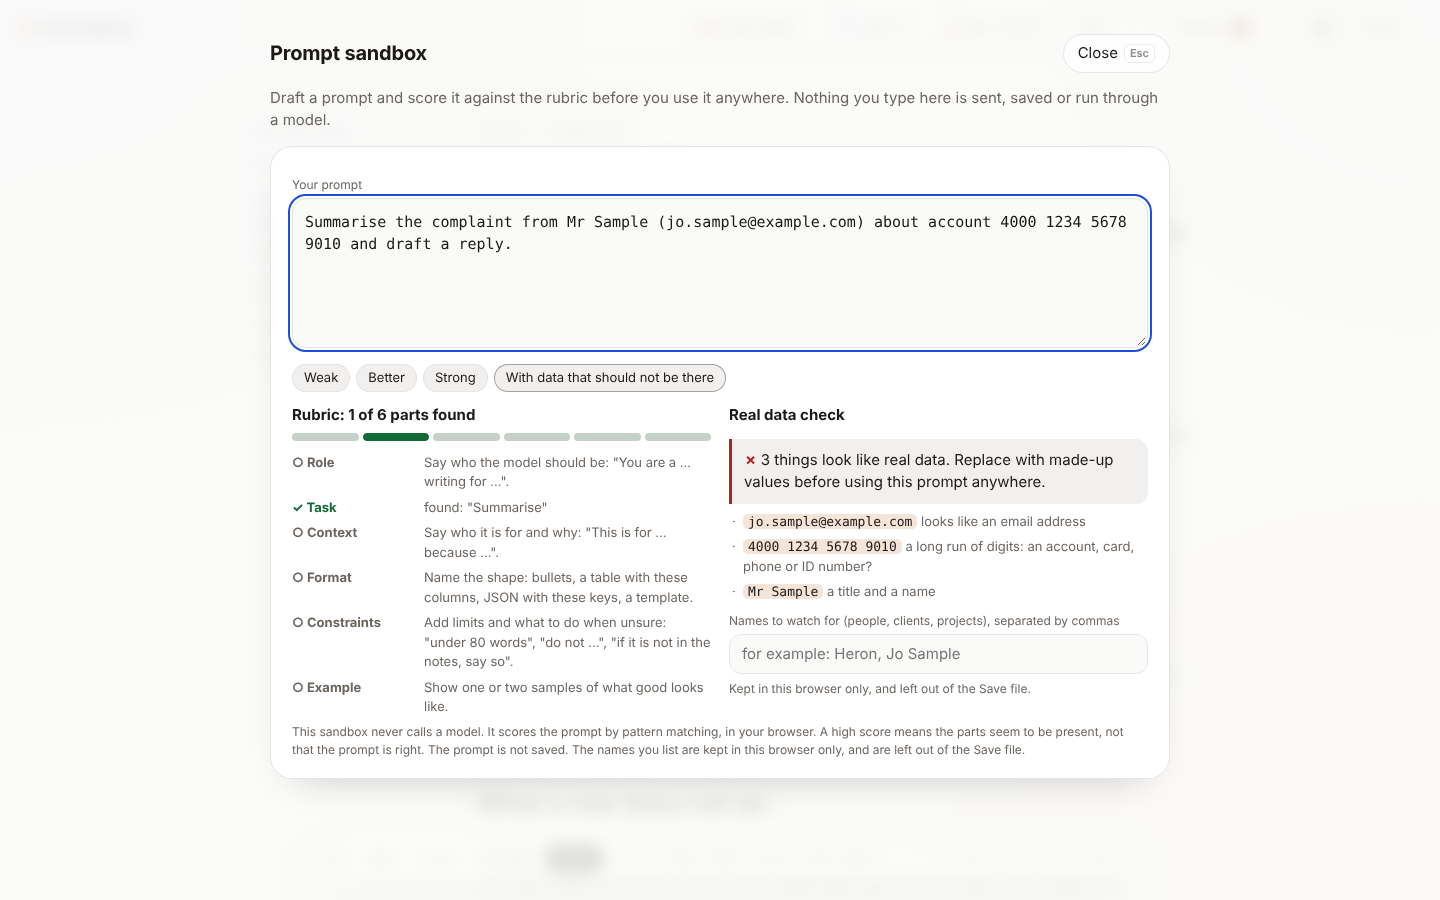 Prompt sandbox
Close Esc
Draft a prompt and score it against the rubric before you use it anywhere. Nothing you type here is sent, saved or run through
a model.
Your prompt
Summarise the complaint from Mr Sample (jo.sample@example.com) about account 4000 1234 5678
9010 and draft a reply.
Weak
Better
Strong
With data that should not be there
Rubric: 1 of 6 parts found
Role
Say who the model should be: "You are a ...
writing for ...".
Task
found: "Summarise"
Context
Say who it is for and why: "This is for ...
because ...".
Format
Name the shape: bullets, a table with these
columns, JSON with these keys, a template.
Constraints
Add limits and what to do when unsure:
"under 80 words", "do not ...", "if it is not in the
notes, say so".
Example
Show one or two samples of what good looks
like.
Real data check
× 3 things look like real data. Replace with made-up
values before using this prompt anywhere.
· jo.sample@example.com looks like an email address
· 4000 1234 5678 9010 a long run of digits: an account, card,
phone or ID number?
· Mr Sample a title and a name
Names to watch for (people, clients, projects), separated by commas
for example: Heron, Jo Sample
Kept in this browser only, and left out of the Save file.
This sandbox never calls a model. It scores the prompt by pattern matching, in your browser. A high score means the parts seem to be present, not
that the prompt is right. The prompt is not saved. The names you list are kept in this browser only, and are left out of the Save file.